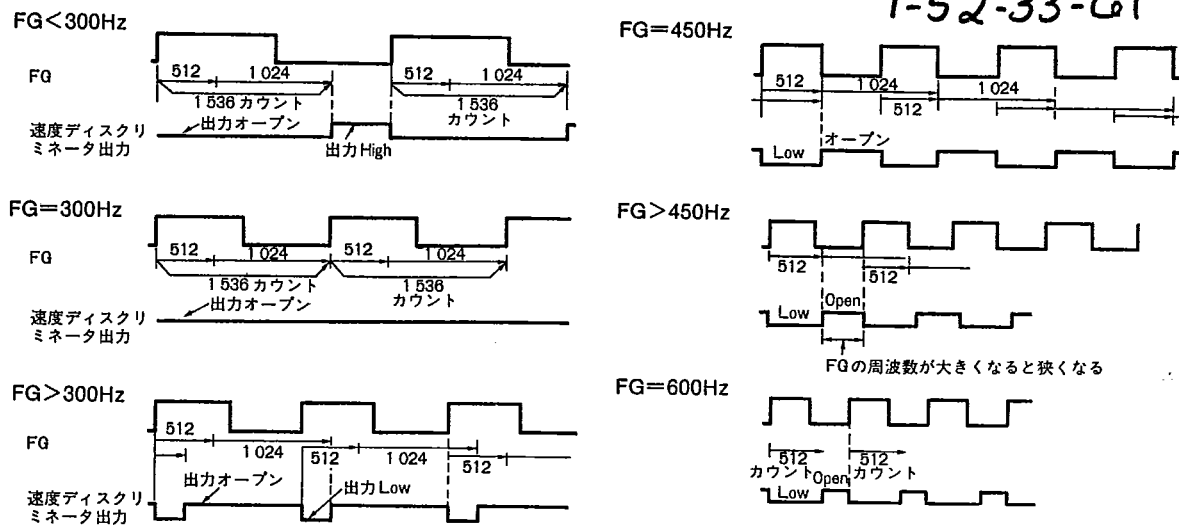 FG<300Hz
FG
512 1 024 512 1 024
1 536 カウント 1 536
カウント
速度ディスクリ
ミネータ出力
出力オープン
出力High
FG=300Hz
FG
512 1 024 512 1 024
1 536 カウント 1 536
カウント
出力オープン
速度ディスクリ
ミネータ出力
FG>300Hz
FG
512
1 024 512 1 024 512
出力オープン 出力Low
速度ディスクリ
ミネータ出力
T-52-33-61
FG=450Hz
512 1 024 1 024
512
オープン
Low
FG>450Hz
512 512
Open
Low
FGの周波数が大きくなると狭くなる
FG=600Hz
512 512
カウント Open カウント
Low